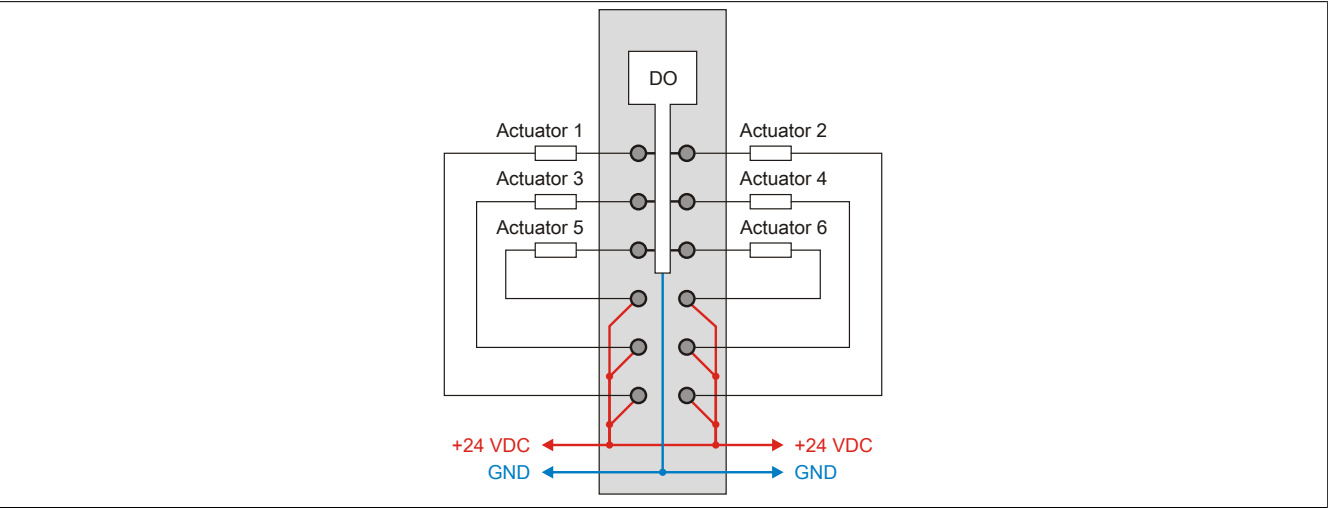 DO
Actuator 1
Actuator 2
Actuator 3
Actuator 4
Actuator 5
Actuator 6
+24 VDC
+24 VDC
GND
GND